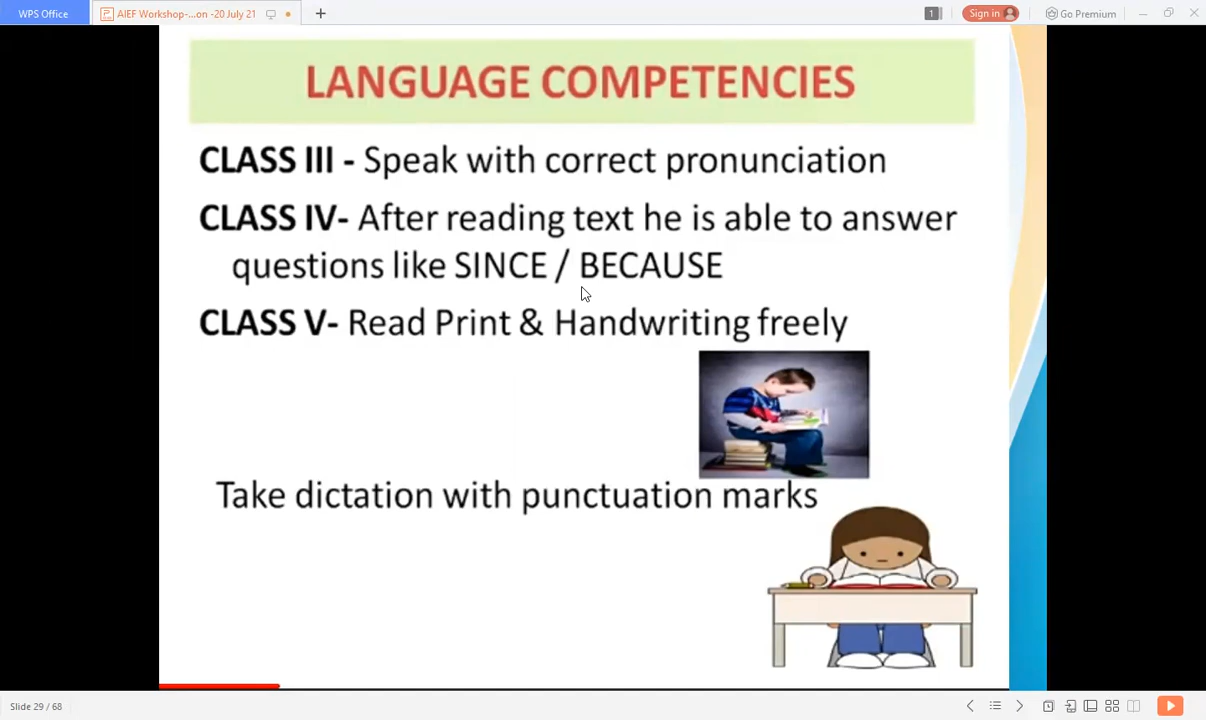 WPS Office
AIEF Workshop-...on -20 July 21
1
Sign in
Go Premium
LANGUAGE COMPETENCIES
CLASS III - Speak with correct pronunciation
CLASS IV- After reading text he is able to answer
questions like SINCE / BECAUSE
CLASS V- Read Print & Handwriting freely
Take dictation with punctuation marks
Slide 29 / 68